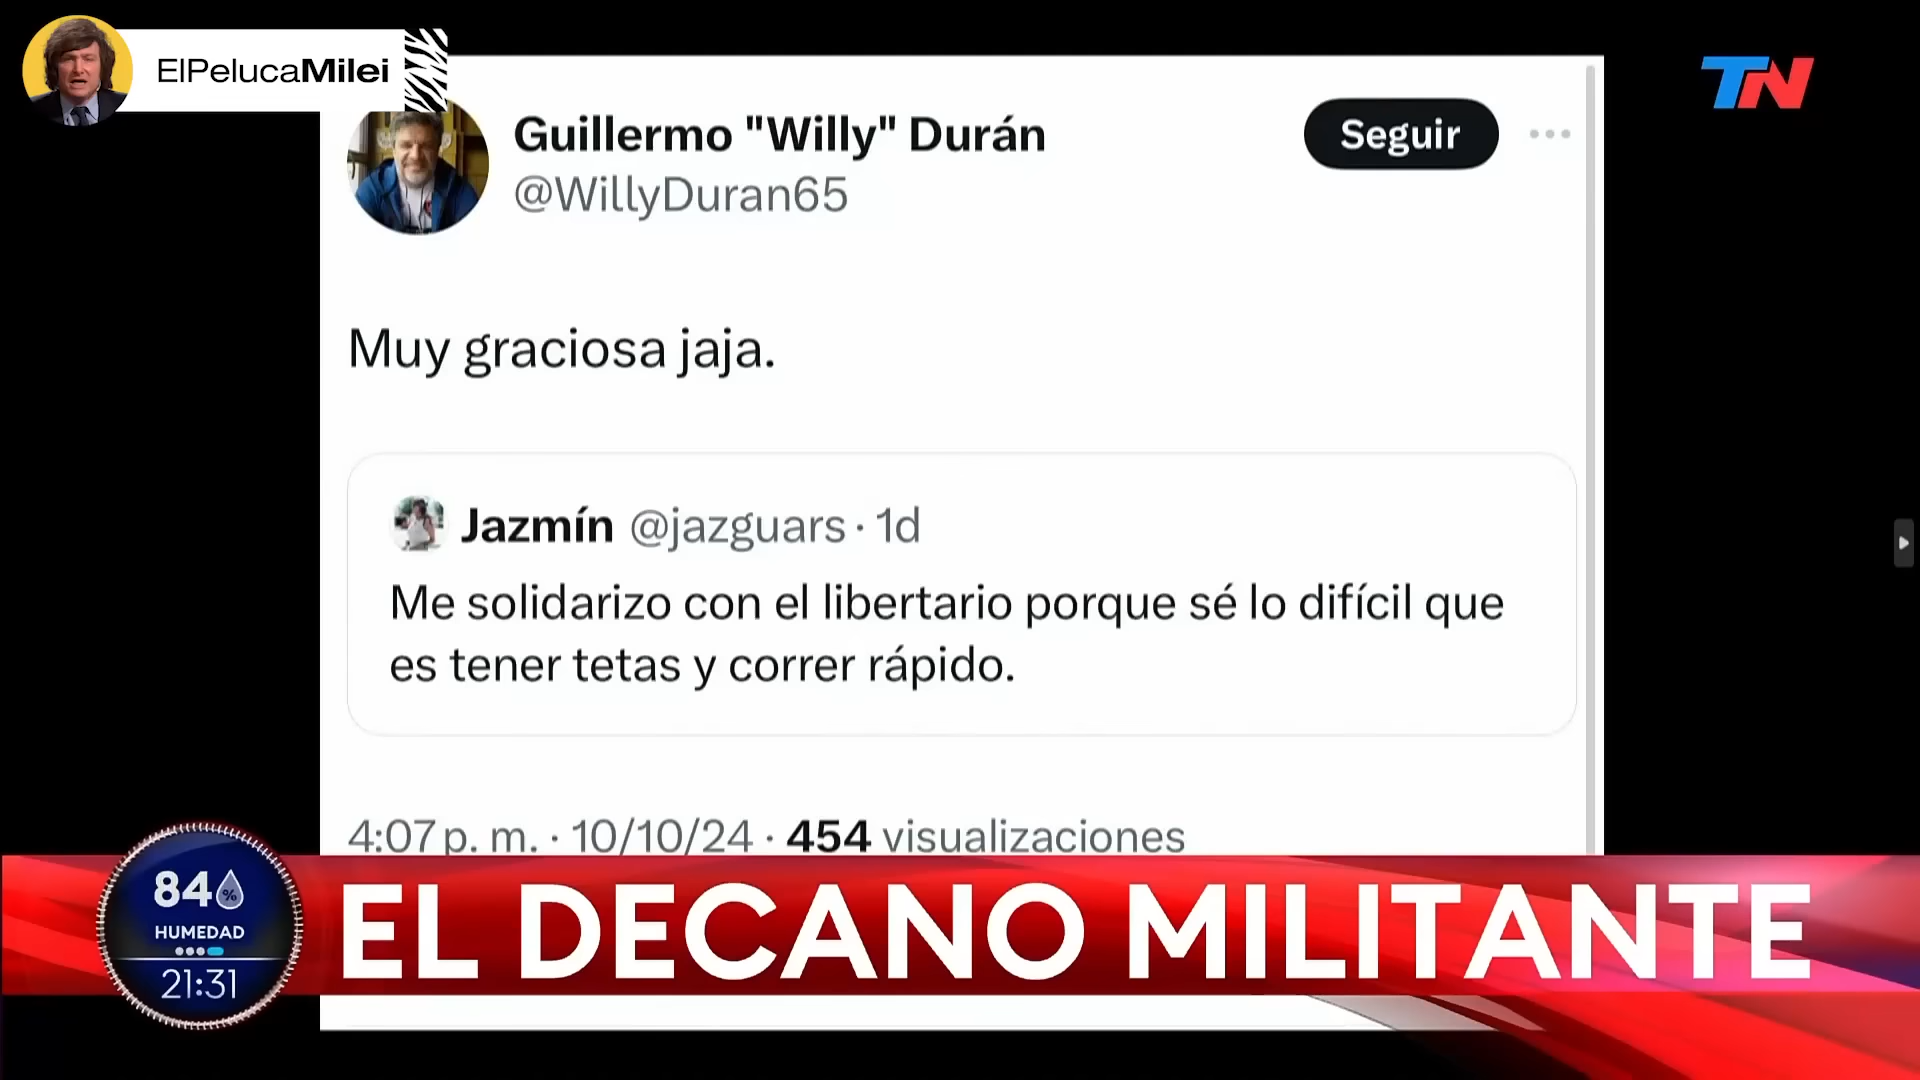 ElPelucaMilei
TN
Guillermo "Willy" Durán
@WillyDuran65
Seguir
Muy graciosa jaja.
Jazmín @jazguars · 1d
Me solidarizo con el libertario porque sé lo difícil que
es tener tetas y correr rápido.
4:07 p. m. · 10/10/24 · 454 visualizaciones
84%
HUMEDAD
21:31
EL DECANO MILITANTE